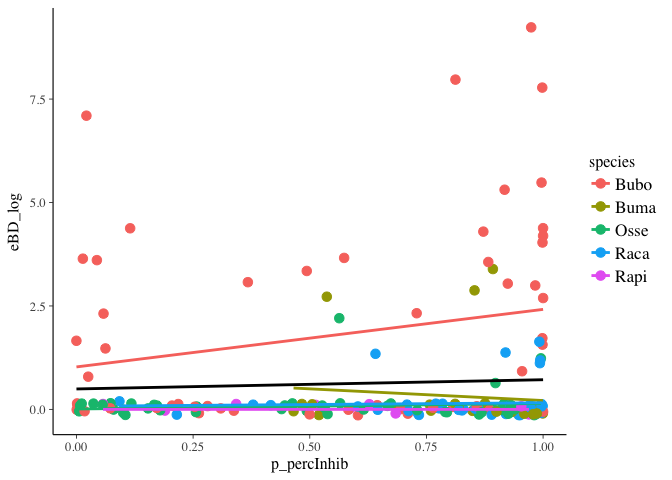 eBD_log
7.5
5.0
2.5
0.0
0.00
0.25
0.50
0.75
1.00
p_percInhib
species
Bubo
Buma
Osse
Raca
Rapi